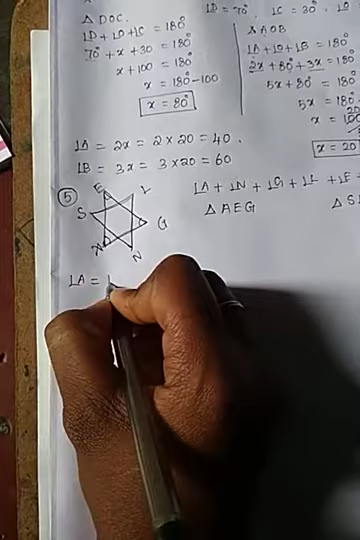 ∆ DOC.
∠D + ∠O + ∠C = 180°
70° + x + 30 = 180°
x + 100 = 180°
x = 180° - 100
x = 80°
∠D = 70° , ∠C = 30° ,
∆ AOB
∠A + ∠O + ∠B = 180°
2x + 80° + 3x = 180°
5x + 80° = 180°
5x = 180°
x = 100
x = 20
∠A = 2x = 2 x 20 = 40 .
∠B = 3x = 3 x 20 = 60
5
E
L
S
G
A
N
∠A + ∠N + ∠G + ∠L + ∠E +
∆ AEG
∆ S
∠A =